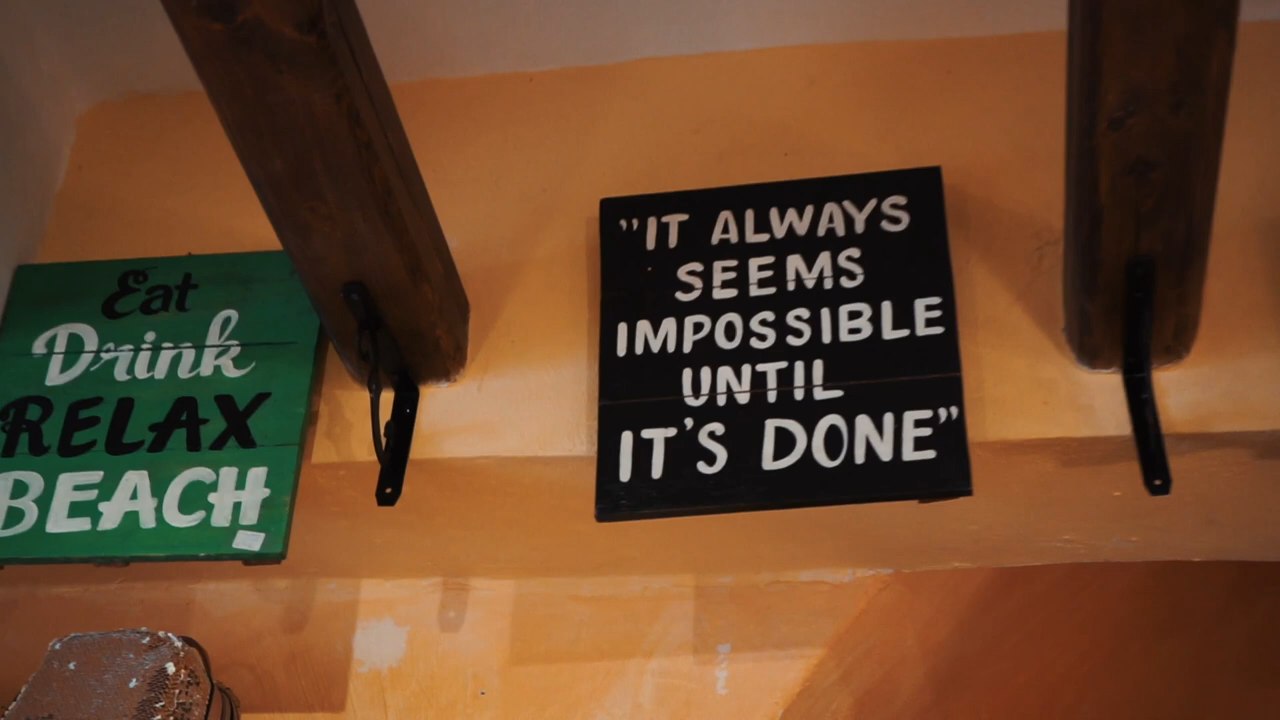 Eat
Drink
RELAX
BEACH
”IT ALWAYS
SEEMS
IMPOSSIBLE
UNTIL
IT'S DONE”